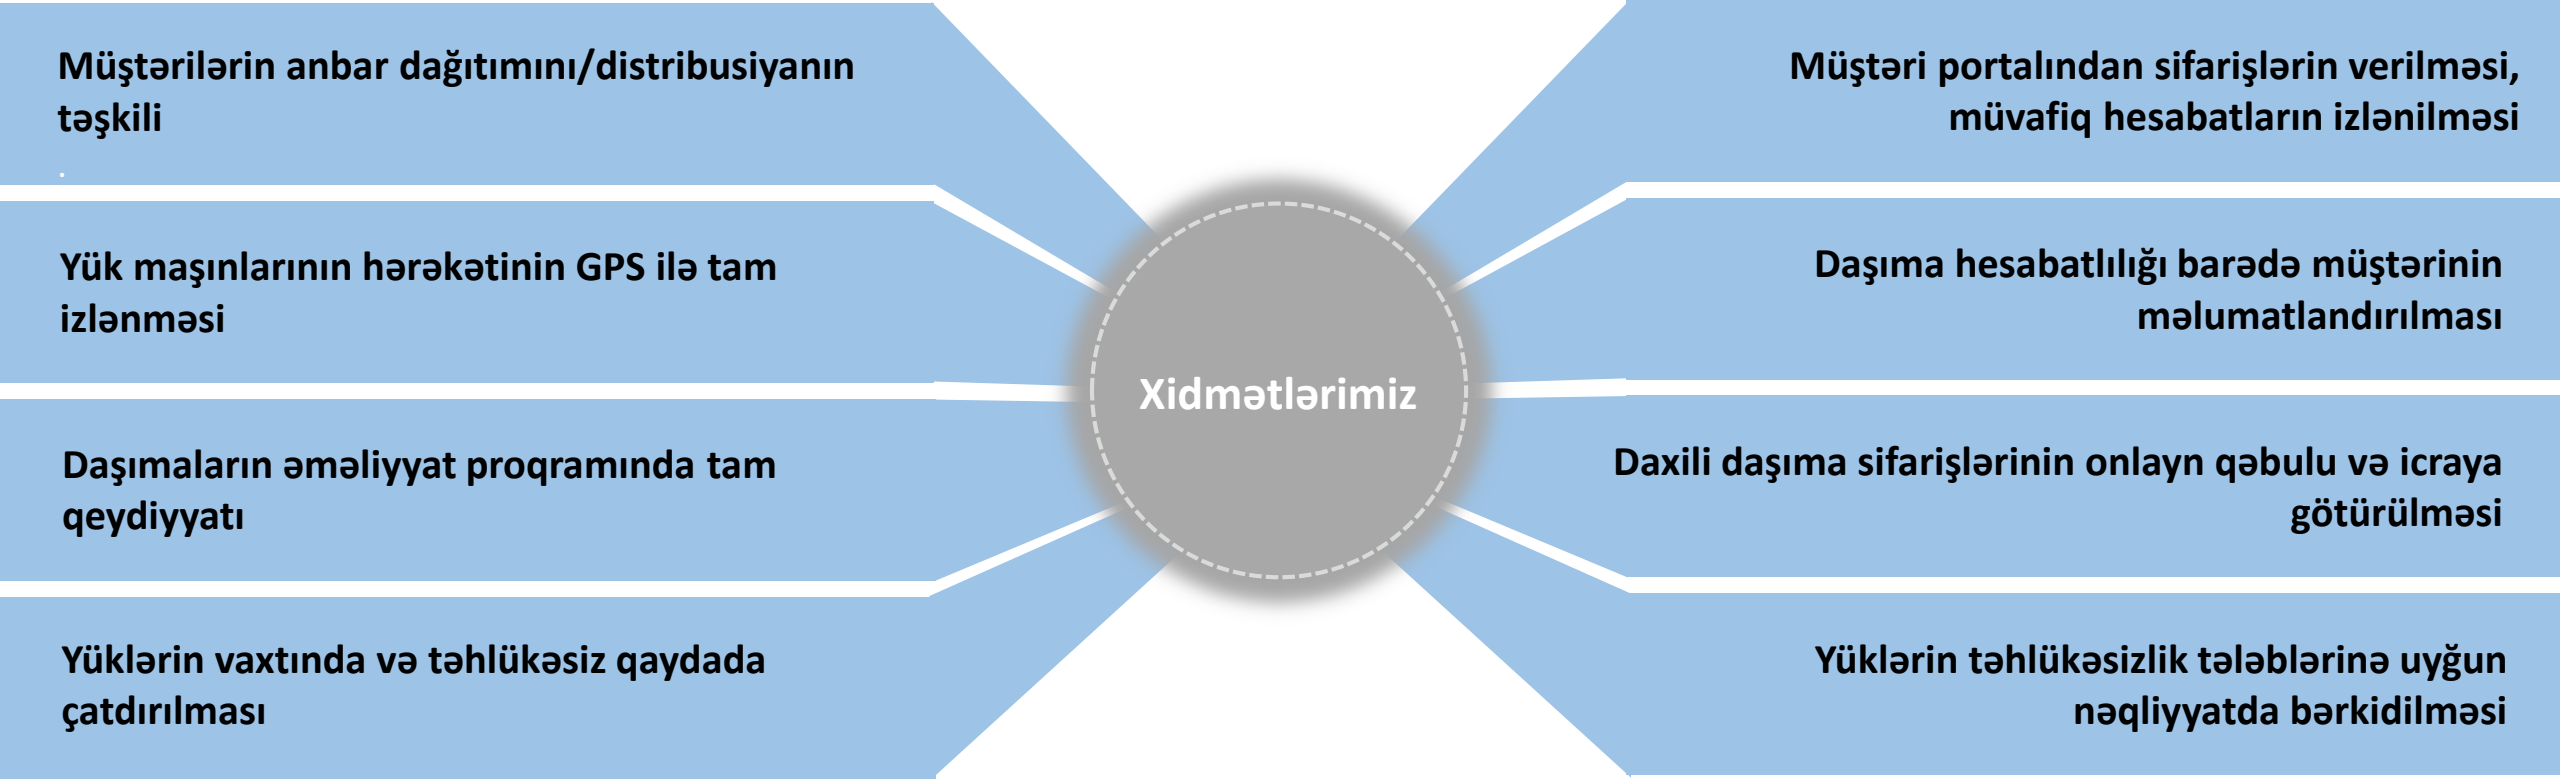 Müştərilərin anbar dağıtımını/distribusiyanın
təşkili
.
Yük maşınlarının hərəkətinin GPS ilə tam
izlənməsi
Daşımaların əməliyyat proqramında tam
qeydiyyatı
Yüklərin vaxtında və təhlükəsiz qaydada
çatdırılması
Xidmətlərimiz
Müştəri portalından sifarişlərin verilməsi,
müvafiq hesabatların izlənilməsi
Daşıma hesabatlılığı barədə müştərinin
məlumatlandırılması
Daxili daşıma sifarişlərinin onlayn qəbulu və icraya
götürülməsi
Yüklərin təhlükəsizlik tələblərinə uyğun
nəqliyyatda bərkidilməsi